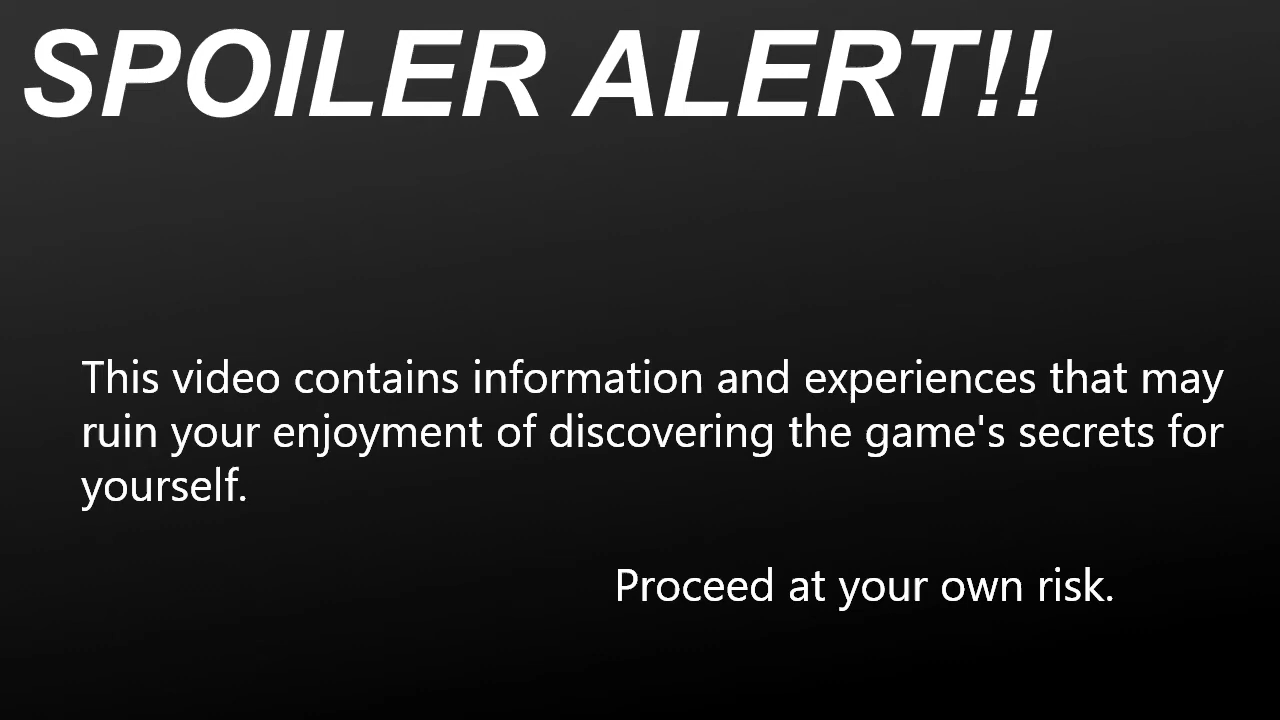 SPOILER ALERT!!
This video contains information and experiences that may
ruin your enjoyment of discovering the game's secrets for
yourself.
Proceed at your own risk.